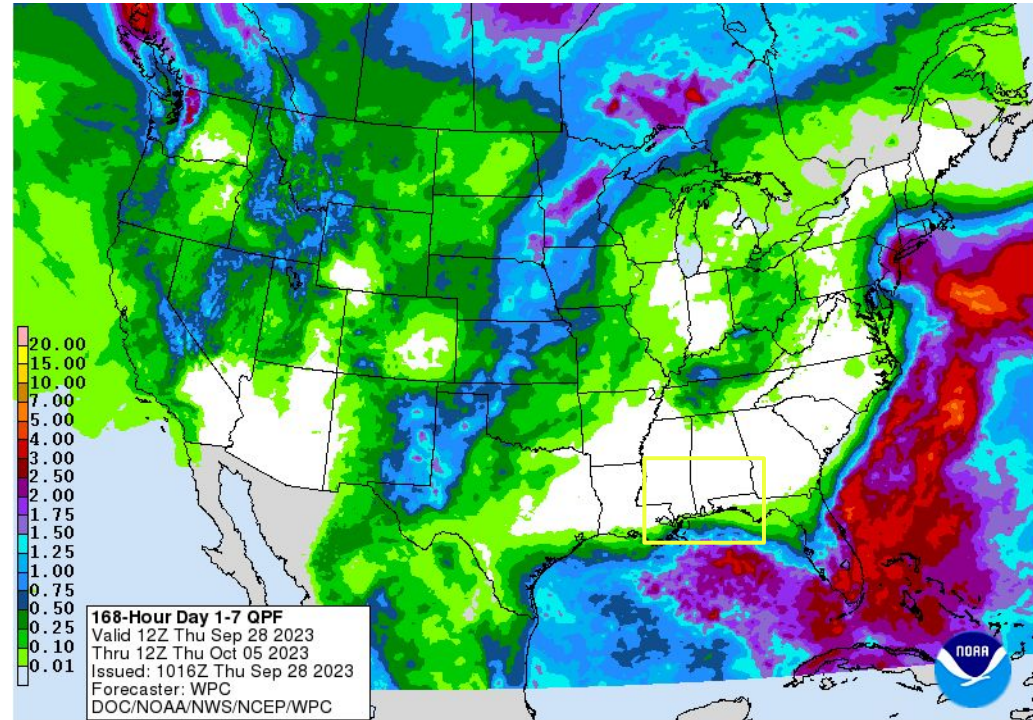 20.00
15.00
10.00
7.00
5.00
4.00
3.00
2.50
2.00
1.75
1.50
1.25
1.00
0.75
0.50
0.25
0.10
0.01
168-Hour Day 1-7 QPF
Valid 12Z Thu Sep 28 2023
Thru 12Z Thu Oct 05 2023
Issued: 1016Z Thu Sep 28 2023
Forecaster: WPC
DOC/NOAA/NWS/NCEP/WPC
NOAA